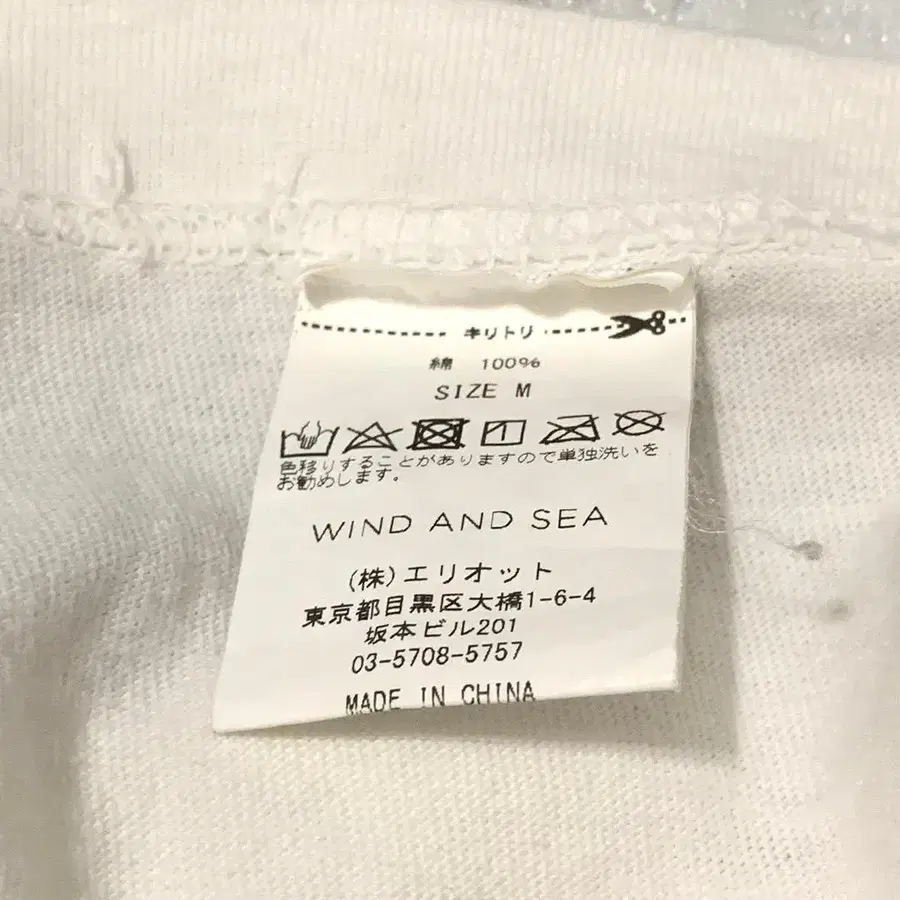 キリトリ
綿 100%
SIZE M
色移りすることがありますので単独洗いを
お勧めします。
WIND AND SEA
(株)エリオット
東京都目黒区大橋1-6-4
坂本ビル201
03-5708-5757
MADE IN CHINA